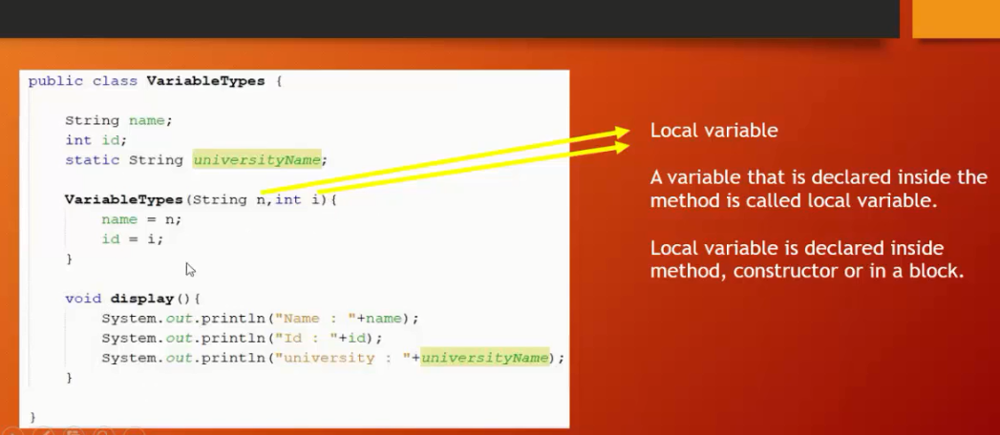 public class VariableTypes {
String name;
int id;
static String universityName;
VariableTypes(String n,int i){
name = n;
id = i;
}
void display(){
System.out.println("Name : "+name);
System.out.println("Id : "+id);
System.out.println("university : "+universityName);
}
}
Local variable
A variable that is declared inside the
method is called local variable.
Local variable is declared inside
method, constructor or in a block.